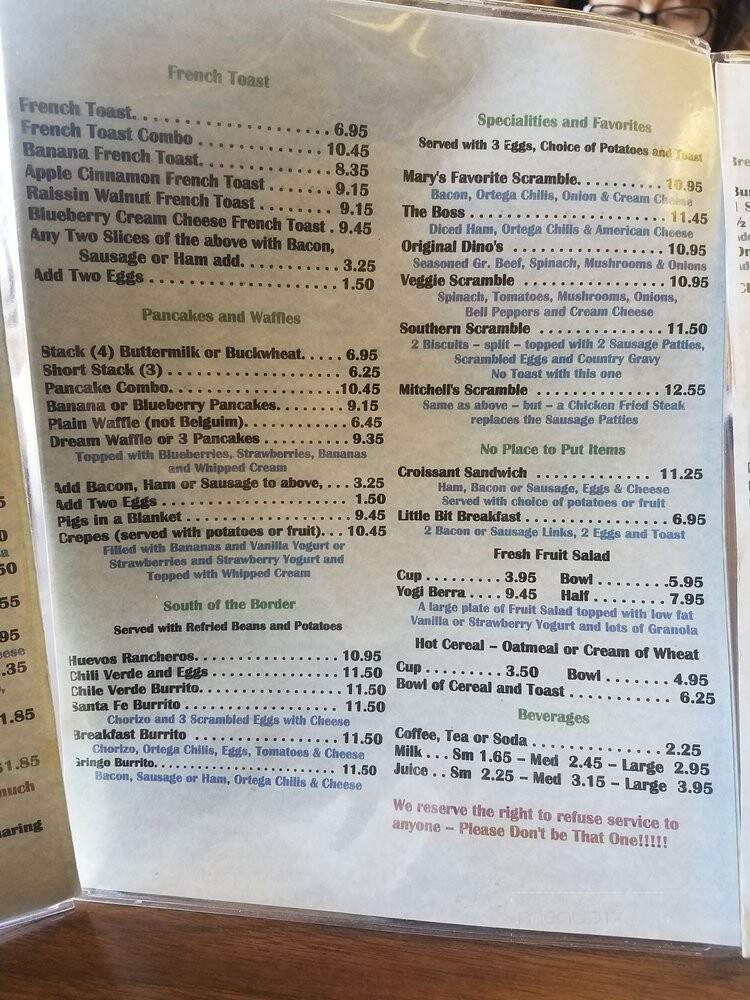 French Toast
French Toast. . . . . . . . . . . . . . . . . . . . 6.95
French Toast Combo . . . . . . . . . . . . . 10.45
Banana French Toast. . . . . . . . . . . . . . 8.35
Apple Cinnamon French Toast . . . . . . . 9.15
Raissin Walnut French Toast . . . . . . . . 9.15
Blueberry Cream Cheese French Toast . 9.45
Any Two Slices of the above with Bacon,
Sausage or Ham add. . . . . . . . . . . 3.25
Add Two Eggs . . . . . . . . . . . . . . . . . . 1.50
Pancakes and Waffles
Stack (4) Buttermilk or Buckwheat. . . . . 6.95
Short Stack (3) . . . . . . . . . . . . . . . . . 6.25
Pancake Combo. . . . . . . . . . . . . . . . .10.45
Banana or Blueberry Pancakes. . . . . . . . 9.15
Plain Waffle (not Belguim). . . . . . . . . . . 6.45
Dream Waffle or 3 Pancakes . . . . . . . . . 9.35
Topped with Blueberries, Strawberries, Bananas
and Whipped Cream
Add Bacon, Ham or Sausage to above, . . . 3.25
Add Two Eggs . . . . . . . . . . . . . . . . . . . 1.50
Pigs in a Blanket . . . . . . . . . . . . . . . . . 9.45
Crepes (served with potatoes or fruit). . . 10.45
Filled with Bananas and Vanilla Yogurt or
Strawberries and Strawberry Yogurt and
Topped with Whipped Cream
South of the Border
Served with Refried Beans and Potatoes
Huevos Rancheros. . . . . . . . . . . . . . . . 10.95
Chili Verde and Eggs . . . . . . . . . . . . . . 11.50
Chile Verde Burrito. . . . . . . . . . . . . . . . 11.50
Santa Fe Burrito . . . . . . . . . . . . . . . . . 11.50
Chorizo and 3 Scrambled Eggs with Cheese
Breakfast Burrito . . . . . . . . . . . . . . . . 11.50
Chorizo, Ortega Chilis, Eggs, Tomatoes & Cheese
Gringo Burrito. . . . . . . . . . . . . . . . . . . 11.50
Bacon, Sausage or Ham, Ortega Chilis & Cheese
Specialities and Favorites
Served with 3 Eggs, Choice of Potatoes and Toast
Mary's Favorite Scramble. . . . . . . . . 10.95
Bacon, Ortega Chilis, Onion & Cream Cheese
The Boss . . . . . . . . . . . . . . . . . . . . . 11.45
Diced Ham, Ortega Chilis & American Cheese
Original Dino's . . . . . . . . . . . . . . . . . 10.95
Seasoned Gr. Beef, Spinach, Mushrooms & Onions
Veggie Scramble . . . . . . . . . . . . . . . . 10.95
Spinach, Tomatoes, Mushrooms, Onions,
Bell Peppers and Cream Cheese
Southern Scramble . . . . . . . . . . . . . . 11.50
2 Biscuits – split – topped with 2 Sausage Patties,
Scrambled Eggs and Country Gravy
No Toast with this one
Mitchell's Scramble . . . . . . . . . . . . . . 12.55
Same as above – but – a Chicken Fried Steak
replaces the Sausage Patties
No Place to Put Items
Croissant Sandwich . . . . . . . . . . . . . 11.25
Ham, Bacon or Sausage, Eggs & Cheese
Served with choice of potatoes or fruit
Little Bit Breakfast . . . . . . . . . . . . . . . 6.95
2 Bacon or Sausage Links, 2 Eggs and Toast
Fresh Fruit Salad
Cup . . . . . . . . . 3.95 Bowl . . . . . . . . .5.95
Yogi Berra . . . . 9.45 Half . . . . . . . . . 7.95
A large plate of Fruit Salad topped with low fat
Vanilla or Strawberry Yogurt and lots of Granola
Hot Cereal – Oatmeal or Cream of Wheat
Cup . . . . . . . . . 3.50 Bowl . . . . . . . . 4.95
Bowl of Cereal and Toast . . . . . . . . . . . 6.25
Beverages
Coffee, Tea or Soda . . . . . . . . . . . . . . 2.25
Milk . . . Sm 1.65 – Med 2.45 – Large 2.95
Juice . . Sm 2.25 – Med 3.15 – Large 3.95
We reserve the right to refuse service to
anyone – Please Don't be That One!!!!!